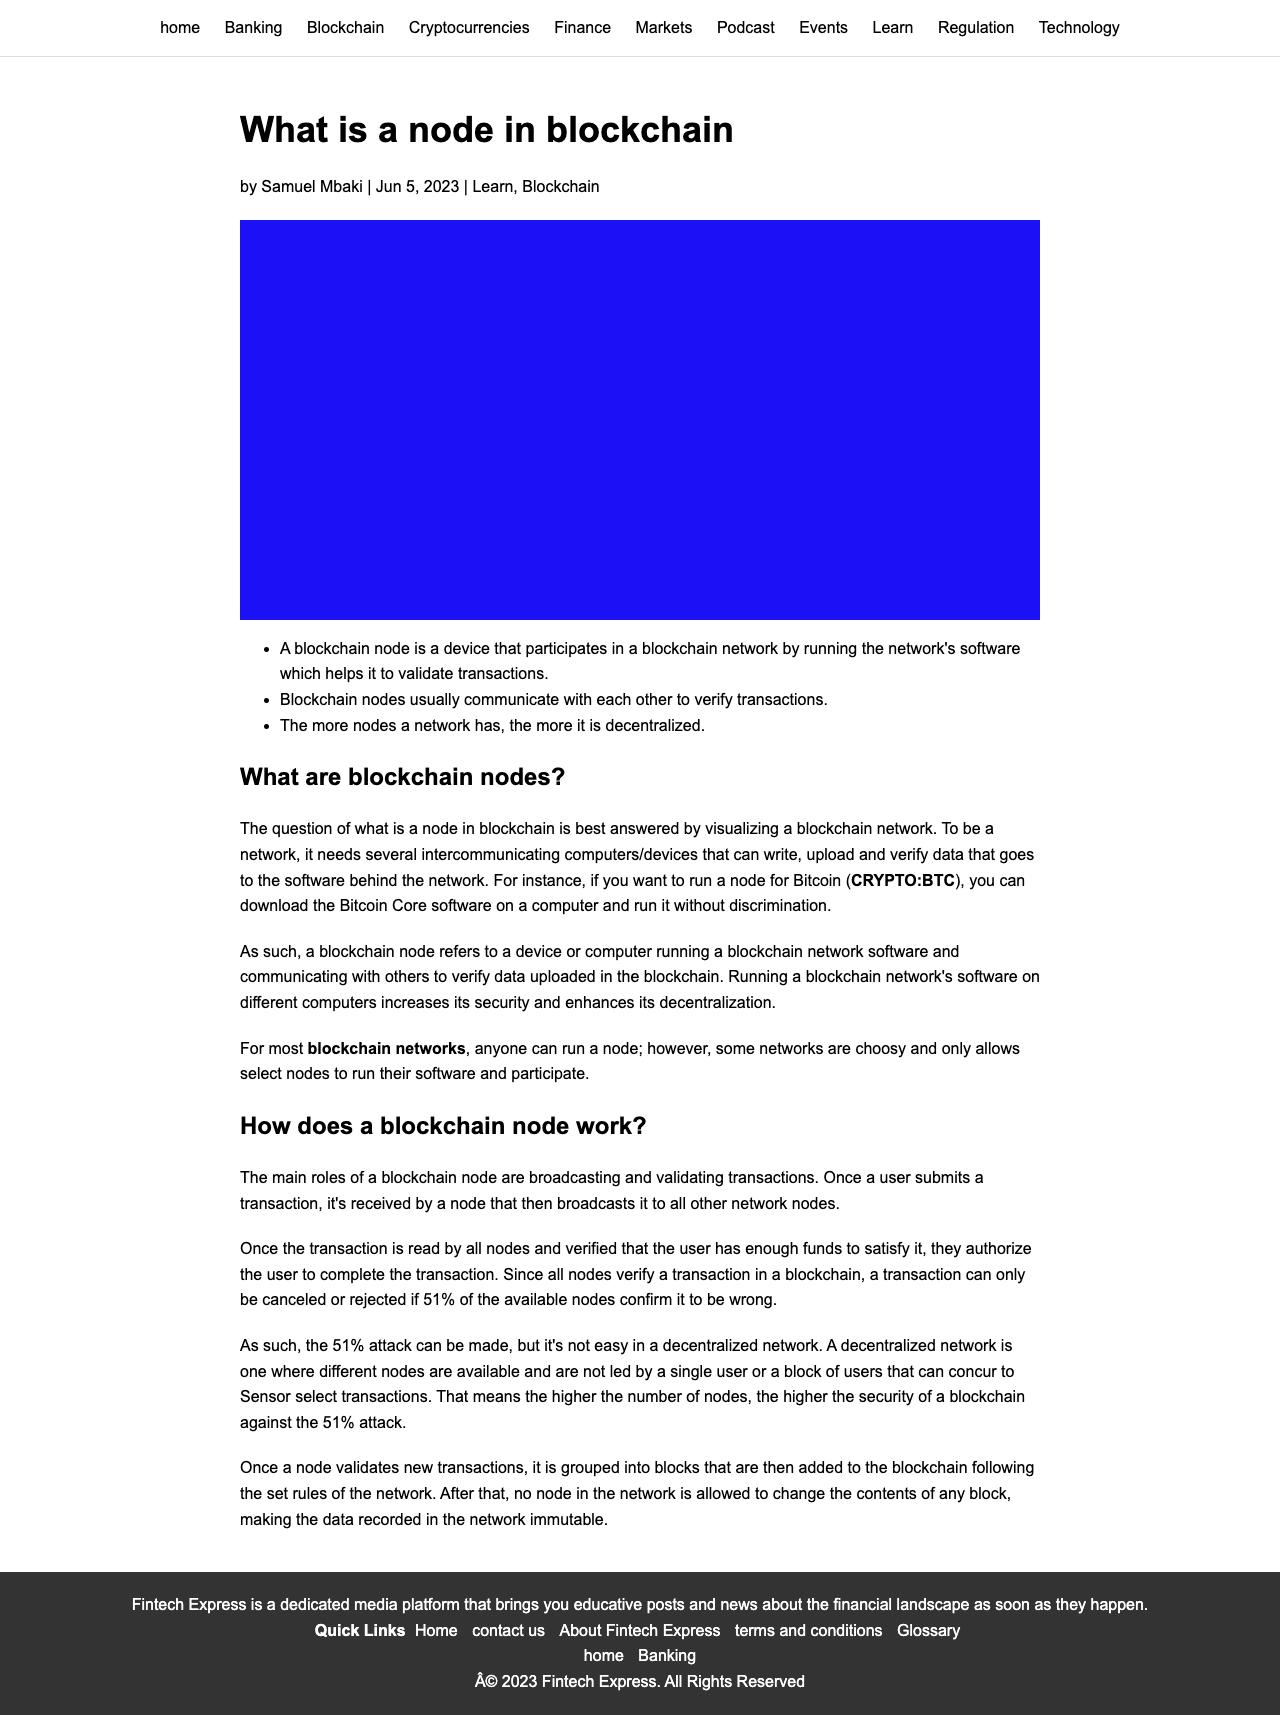 home Banking Blockchain Cryptocurrencies Finance Markets Podcast Events Learn Regulation Technology
What is a node in blockchain
by Samuel Mbaki | Jun 5, 2023 | Learn, Blockchain
• A blockchain node is a device that participates in a blockchain network by running the network's software
which helps it to validate transactions.
• Blockchain nodes usually communicate with each other to verify transactions.
• The more nodes a network has, the more it is decentralized.
What are blockchain nodes?
The question of what is a node in blockchain is best answered by visualizing a blockchain network. To be a
network, it needs several intercommunicating computers/devices that can write, upload and verify data that goes
to the software behind the network. For instance, if you want to run a node for Bitcoin (CRYPTO:BTC), you can
download the Bitcoin Core software on a computer and run it without discrimination.
As such, a blockchain node refers to a device or computer running a blockchain network software and
communicating with others to verify data uploaded in the blockchain. Running a blockchain network's software on
different computers increases its security and enhances its decentralization.
For most blockchain networks, anyone can run a node; however, some networks are choosy and only allows
select nodes to run their software and participate.
How does a blockchain node work?
The main roles of a blockchain node are broadcasting and validating transactions. Once a user submits a
transaction, it's received by a node that then broadcasts it to all other network nodes.
Once the transaction is read by all nodes and verified that the user has enough funds to satisfy it, they authorize
the user to complete the transaction. Since all nodes verify a transaction in a blockchain, a transaction can only
be canceled or rejected if 51% of the available nodes confirm it to be wrong.
As such, the 51% attack can be made, but it's not easy in a decentralized network. A decentralized network is
one where different nodes are available and are not led by a single user or a block of users that can concur to
Sensor select transactions. That means the higher the number of nodes, the higher the security of a blockchain
against the 51% attack.
Once a node validates new transactions, it is grouped into blocks that are then added to the blockchain following
the set rules of the network. After that, no node in the network is allowed to change the contents of any block,
making the data recorded in the network immutable.
Fintech Express is a dedicated media platform that brings you educative posts and news about the financial landscape as soon as they happen.
Quick Links Home contact us About Fintech Express terms and conditions Glossary
home Banking
Â© 2023 Fintech Express. All Rights Reserved